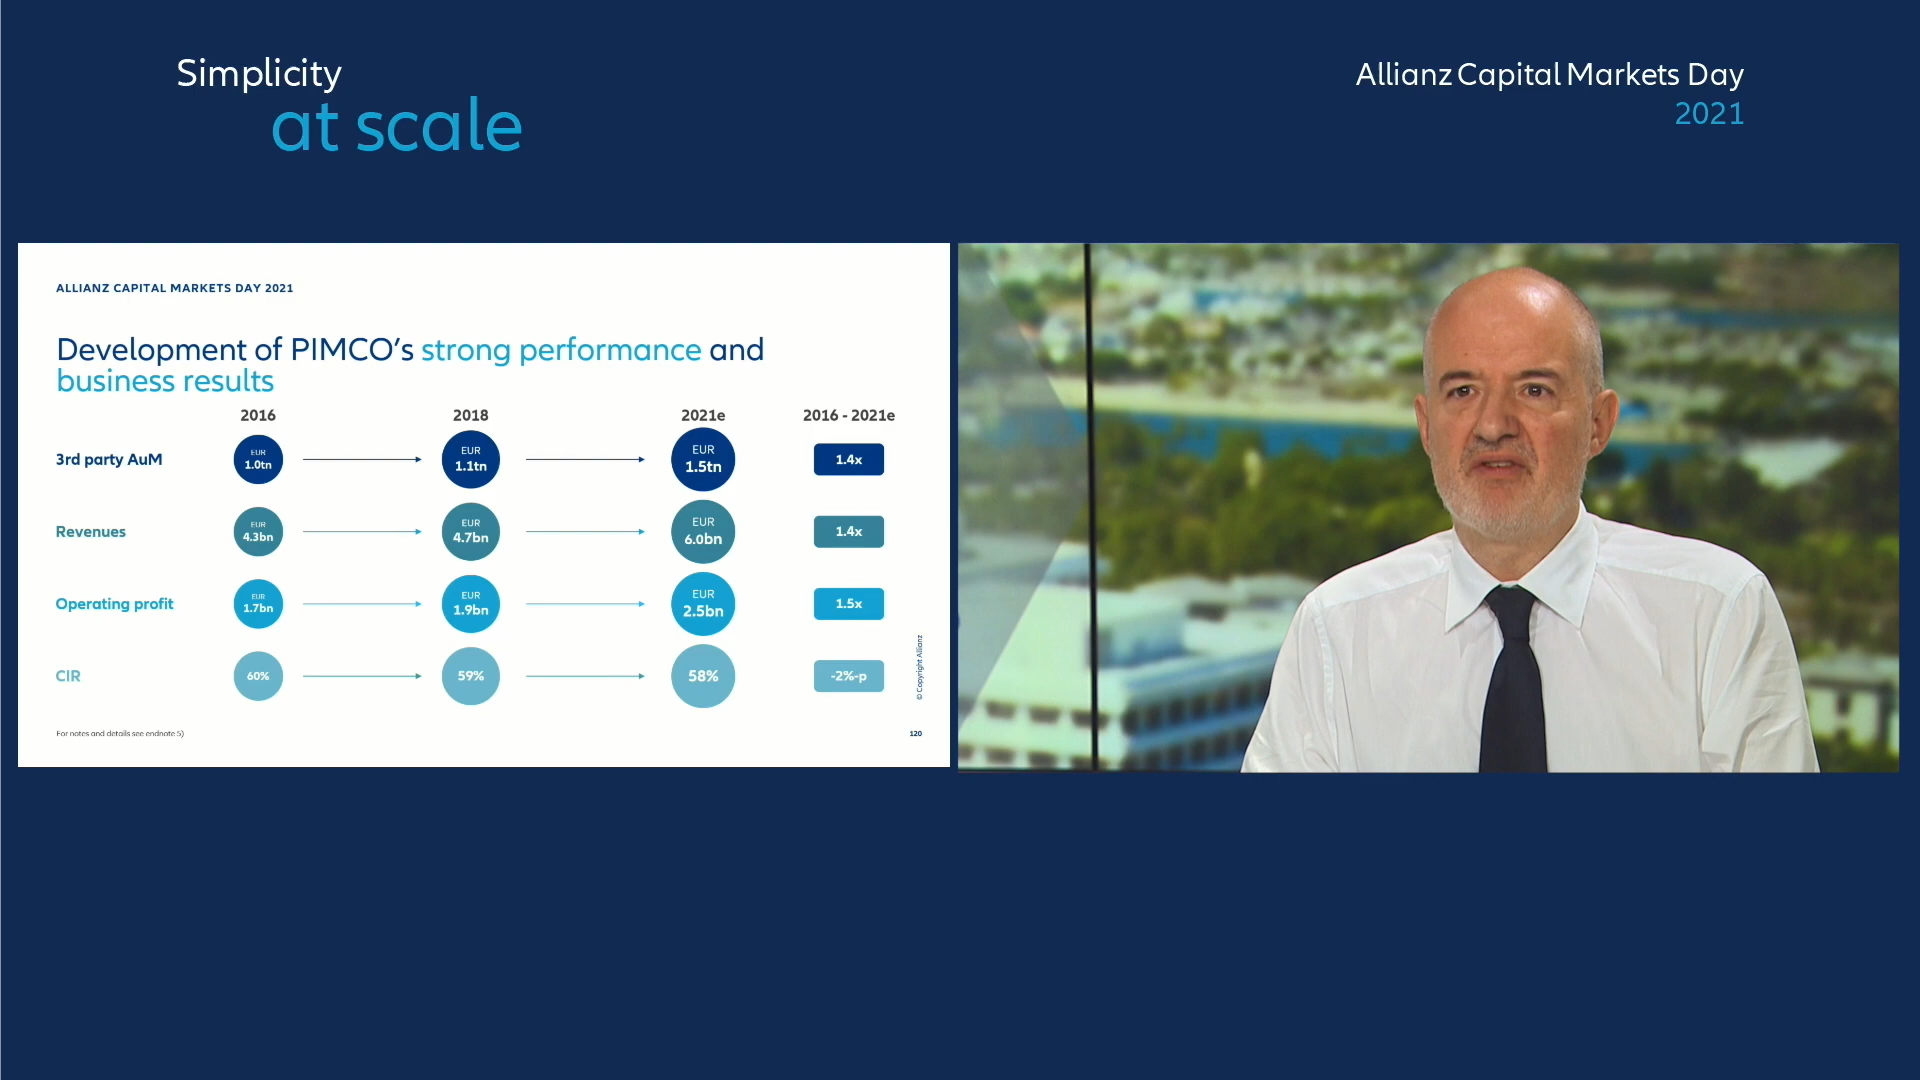 Simplicity
at scale
Allianz Capital Markets Day
2021
ALLIANZ CAPITAL MARKETS DAY 2021
Development of PIMCO’s strong performance and
business results
2016 2018 2021e 2016 - 2021e
3rd party AuM EUR 1.0tn EUR 1.1tn EUR 1.5tn 1.4x
Revenues EUR 4.3bn EUR 4.7bn EUR 6.0bn 1.4x
Operating profit EUR 1.7bn EUR 1.9bn EUR 2.5bn 1.5x
CIR 60% 59% 58% -2%-p
© Copyright Allianz
For notes and details see endnote 5)
120